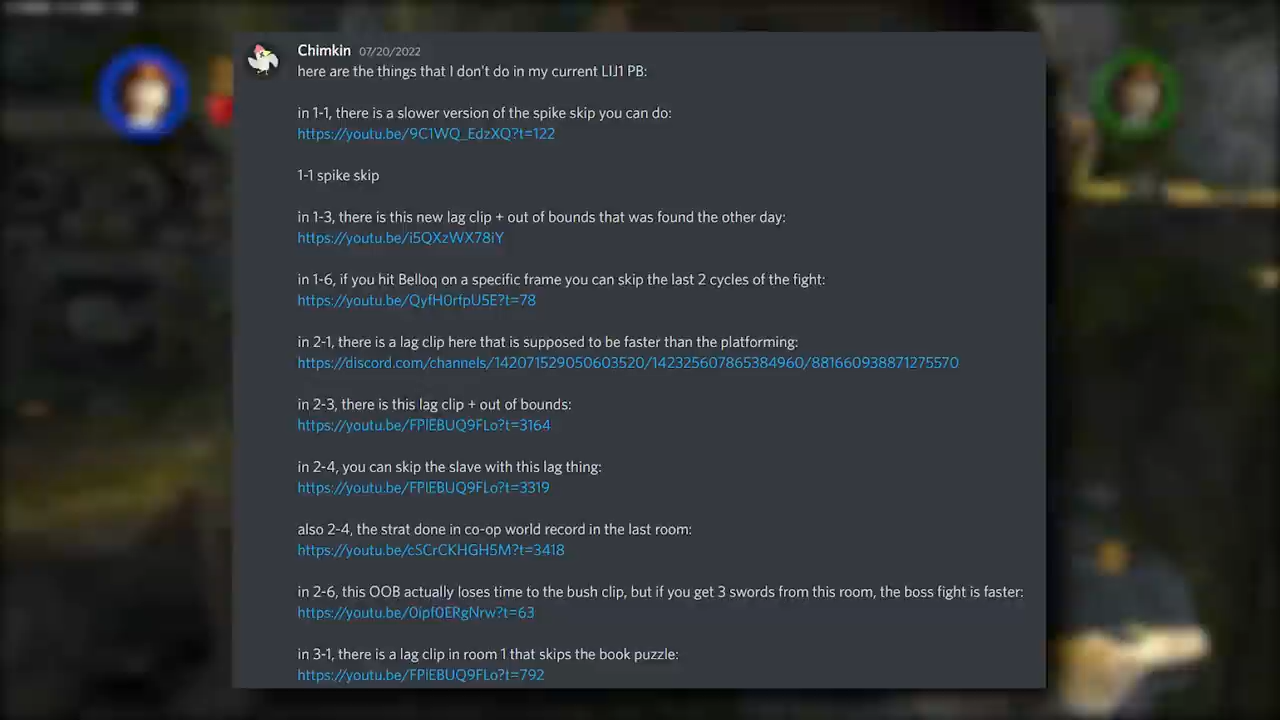 Chimkin 07/20/2022
here are the things that I don't do in my current LIJ1 PB:
in 1-1, there is a slower version of the spike skip you can do:
https://youtu.be/9C1WQ_EdzXQ?t=122
1-1 spike skip
in 1-3, there is this new lag clip + out of bounds that was found the other day:
https://youtu.be/i5QXzWX78iY
in 1-6, if you hit Belloq on a specific frame you can skip the last 2 cycles of the fight:
https://youtu.be/QyfH0rfpU5E?t=78
in 2-1, there is a lag clip here that is supposed to be faster than the platforming:
https://discord.com/channels/142071529050603520/142325607865384960/881660938871275570
in 2-3, there is this lag clip + out of bounds:
https://youtu.be/FPlEBUQ9FLo?t=3164
in 2-4, you can skip the slave with this lag thing:
https://youtu.be/FPlEBUQ9FLo?t=3319
also 2-4, the strat done in co-op world record in the last room:
https://youtu.be/c5CrCKHGH5M?t=3418
in 2-6, this OOB actually loses time to the bush clip, but if you get 3 swords from this room, the boss fight is faster:
https://youtu.be/0ipf0ERgNrw?t=63
in 3-1, there is a lag clip in room 1 that skips the book puzzle:
https://youtu.be/FPlEBUQ9FLo?t=792